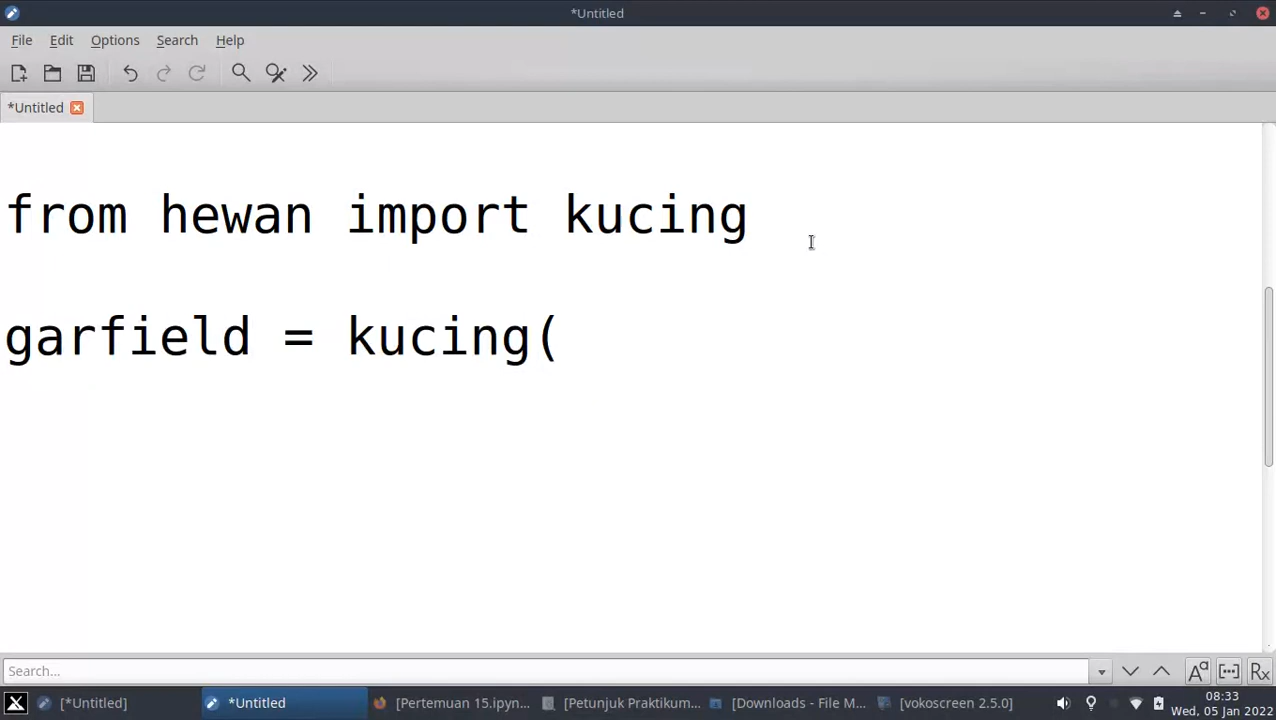 *Untitled
File Edit Options Search Help
*Untitled
from hewan import kucing
garfield = kucing(
Search...
[*Untitled] *Untitled [Pertemuan 15.ipyn... [Petunjuk Praktikum... [Downloads - File M... [vokoscreen 2.5.0] 08:33
Wed, 05 Jan 2022